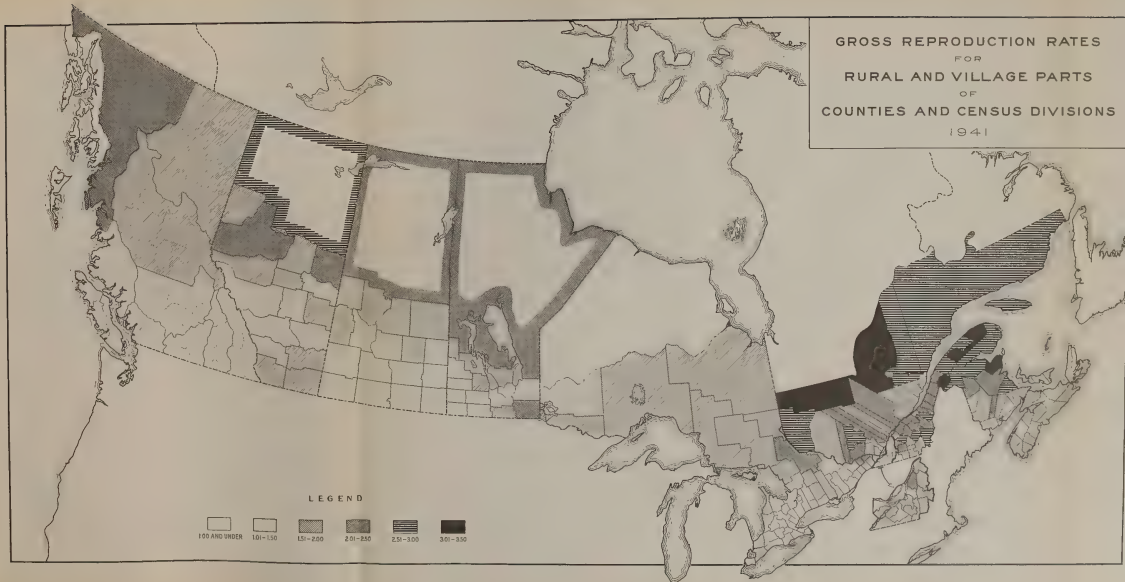 GROSS REPRODUCTION RATES
FOR
RURAL AND VILLAGE PARTS
OF
COUNTIES AND CENSUS DIVISIONS
1941
LEGEND
1.00 AND UNDER 1.01-1.50 1.51-2.00 2.01-2.50 2.51-3.00 3.01-3.50